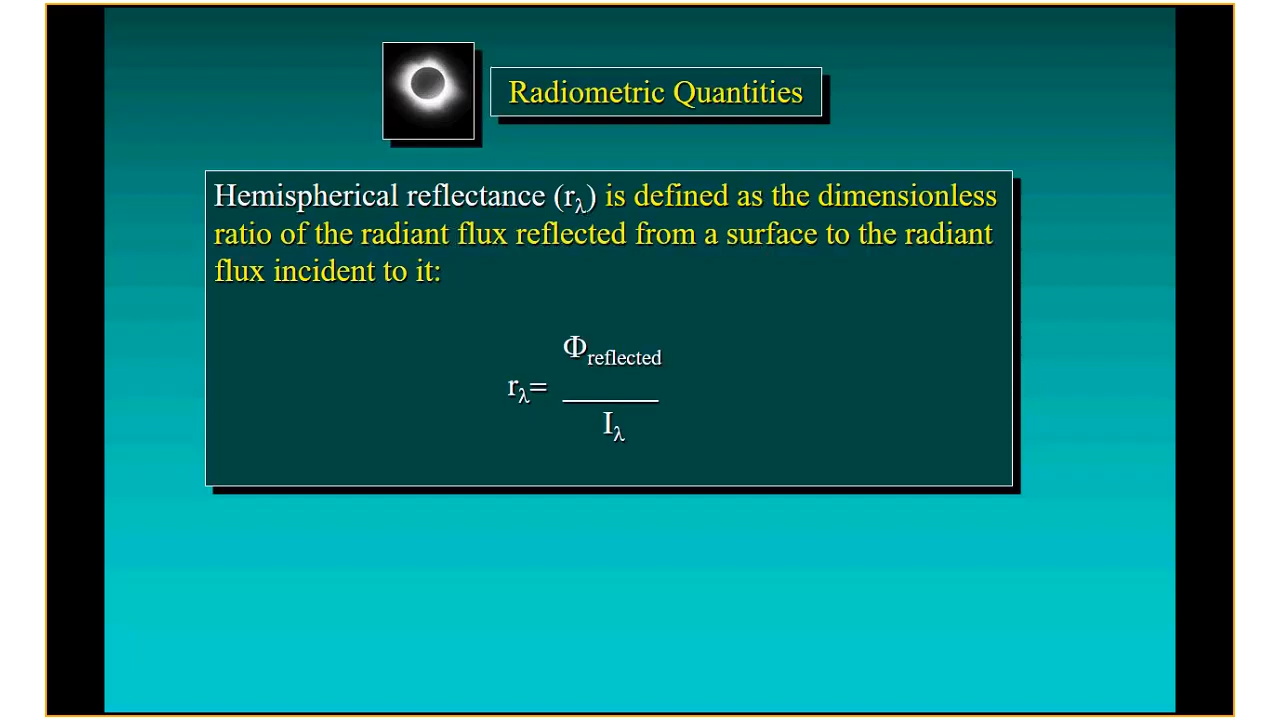 Radiometric Quantities
Hemispherical reflectance (rλ) is defined as the dimensionless
ratio of the radiant flux reflected from a surface to the radiant
flux incident to it:
Φreflected
rλ=
Iλ